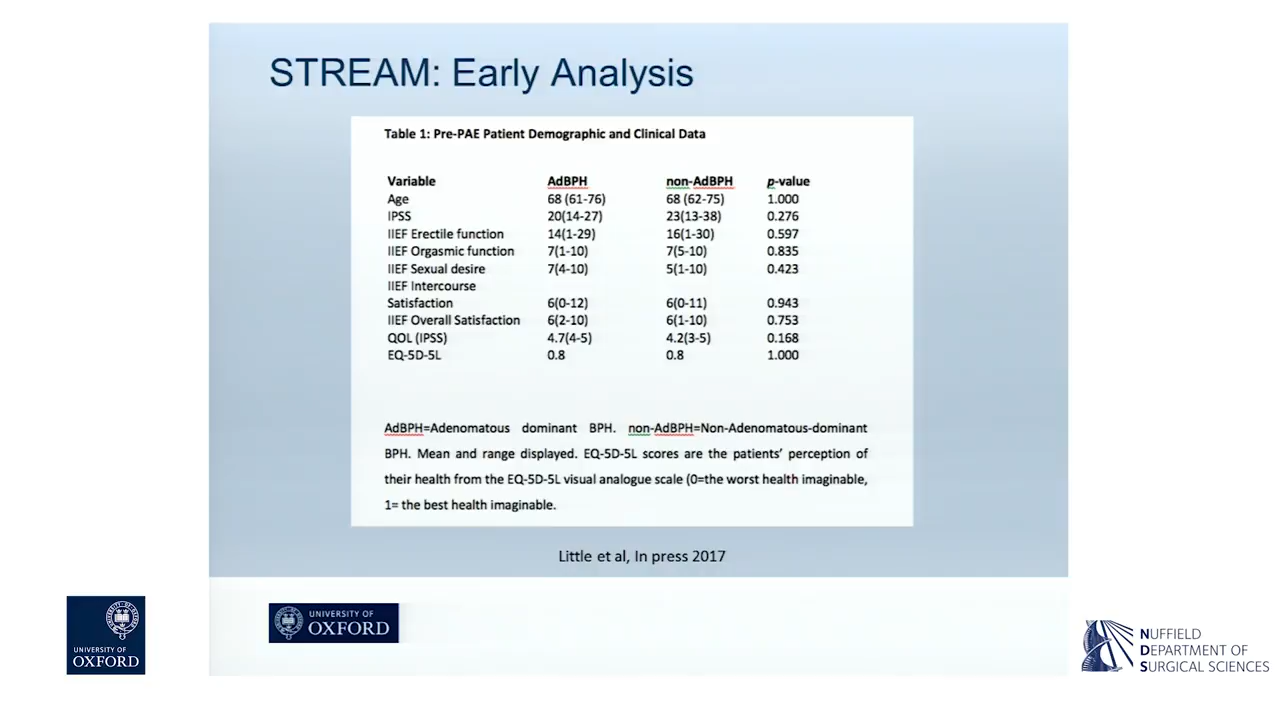 STREAM: Early Analysis
Table 1: Pre-PAE Patient Demographic and Clinical Data
Variable AdBPH non-AdBPH p-value
Age 68 (61-76) 68 (62-75) 1.000
IPSS 20(14-27) 23(13-38) 0.276
IIEF Erectile function 14(1-29) 16(1-30) 0.597
IIEF Orgasmic function 7(1-10) 7(5-10) 0.835
IIEF Sexual desire 7(4-10) 5(1-10) 0.423
IIEF Intercourse
Satisfaction 6(0-12) 6(0-11) 0.943
IIEF Overall Satisfaction 6(2-10) 6(1-10) 0.753
QOL (IPSS) 4.7(4-5) 4.2(3-5) 0.168
EQ-5D-5L 0.8 0.8 1.000
AdBPH=Adenomatous dominant BPH. non-AdBPH=Non-Adenomatous-dominant
BPH. Mean and range displayed. EQ-5D-5L scores are the patients' perception of
their health from the EQ-5D-5L visual analogue scale (0=the worst health imaginable,
1= the best health imaginable.
Little et al, In press 2017
UNIVERSITY OF
OXFORD
UNIVERSITY OF
OXFORD
NUFFIELD
DEPARTMENT OF
SURGICAL SCIENCES